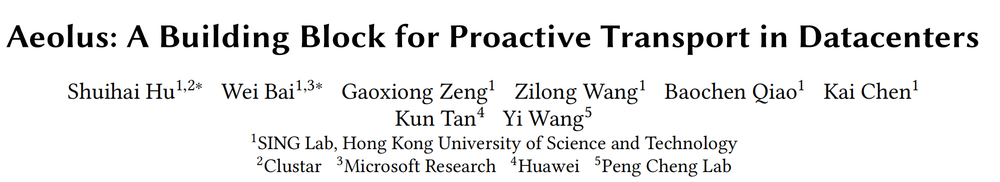 Aeolus: A Building Block for Proactive Transport in Datacenters
Shuihai Hu1,2* Wei Bai1,3* Gaoxiong Zeng1 Zilong Wang1 Baochen Qiao1 Kai Chen1
Kun Tan4 Yi Wang5
1SING Lab, Hong Kong University of Science and Technology
2Clustar 3Microsoft Research 4Huawei 5Peng Cheng Lab